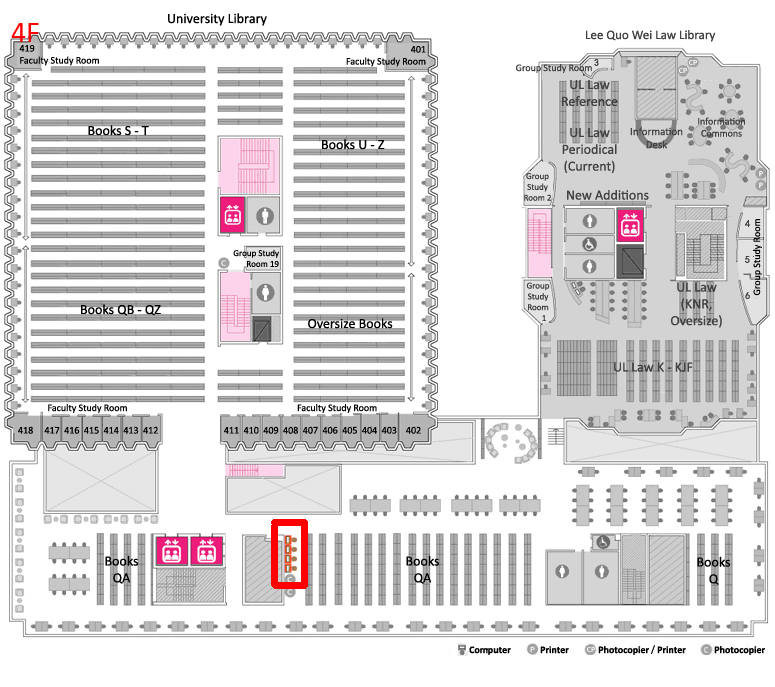 University Library
4F
Lee Quo Wei Law Library
419
401
Faculty Study Room
Faculty Study Room
3
Group Study Room
UL Law
Reference
Books S - T
Books U - Z
UL Law
Periodical
(Current)
Information
Desk
Information
Commons
CP
CP
P
P
Group
Study
Room 2
New Additions
4
5
6
Group Study Room
C
Group Study
Room 19
Books QB - QZ
Oversize Books
Group
Study
Room
1
UL Law
(KNR,
Oversize)
UL Law K - KJF
Faculty Study Room
Faculty Study Room
418
417
416
415
414
413
412
411
410
409
408
407
406
405
404
403
402
Books
QA
Books
QA
Books
Q
C
C
Computer
P Printer
CP Photocopier / Printer
C Photocopier